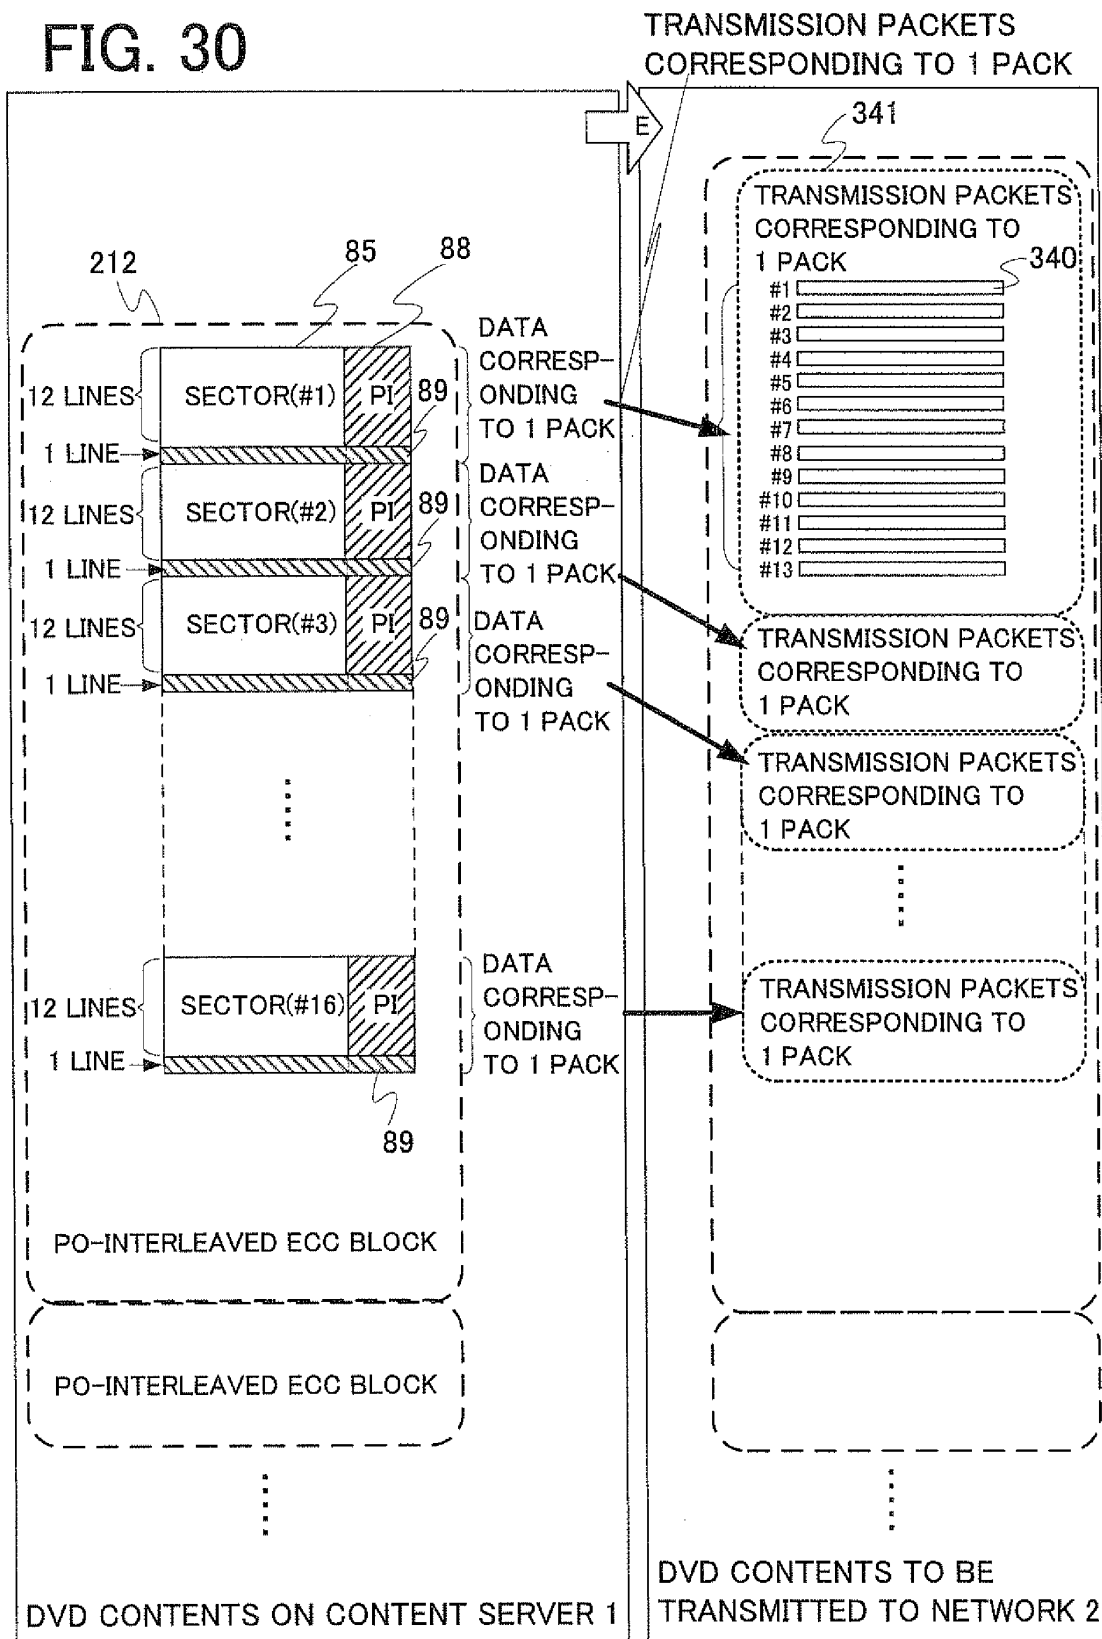 FIG. 30
TRANSMISSION PACKETS
CORRESPONDING TO 1 PACK
E
341
212
85
88
12 LINES
SECTOR(#1)
PI
89
1 LINE
DATA
CORRESP-
ONDING
TO 1 PACK
12 LINES
SECTOR(#2)
PI
89
1 LINE
DATA
CORRESP-
ONDING
TO 1 PACK
12 LINES
SECTOR(#3)
PI
89
1 LINE
DATA
CORRESP-
ONDING
TO 1 PACK
12 LINES
SECTOR(#16)
PI
1 LINE
89
DATA
CORRESP-
ONDING
TO 1 PACK
PO-INTERLEAVED ECC BLOCK
PO-INTERLEAVED ECC BLOCK
DVD CONTENTS ON CONTENT SERVER 1
TRANSMISSION PACKETS
CORRESPONDING TO
1 PACK
340
#1
#2
#3
#4
#5
#6
#7
#8
#9
#10
#11
#12
#13
TRANSMISSION PACKETS
CORRESPONDING TO
1 PACK
TRANSMISSION PACKETS
CORRESPONDING TO
1 PACK
TRANSMISSION PACKETS
CORRESPONDING TO
1 PACK
DVD CONTENTS TO BE
TRANSMITTED TO NETWORK 2